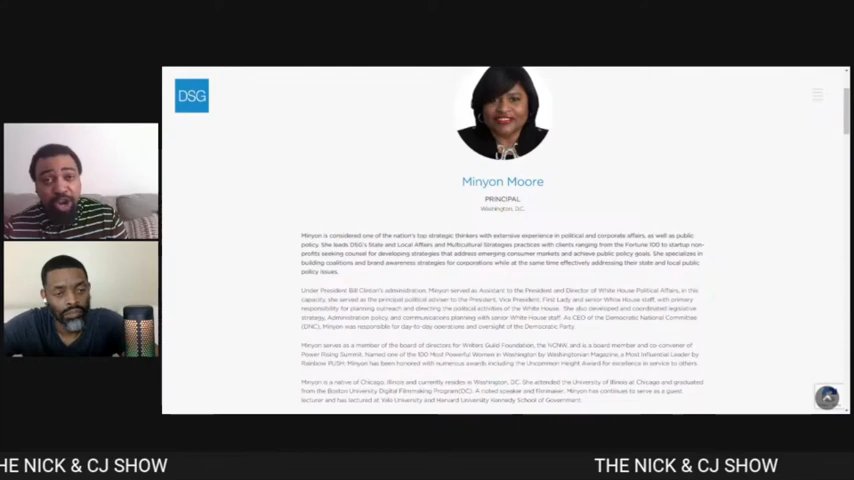 DSG
Minyon Moore
PRINCIPAL
Washington, D.C.
Minyon is considered one of the nation's top strategic thinkers with extensive experience in political and corporate affairs, as well as public
policy. She leads DSG's State and Local Affairs and Multicultural Strategies practices with clients ranging from the Fortune 100 to startup non-
profits seeking counsel for developing strategies that address emerging consumer markets and achieve public policy goals. She specializes in
building coalitions and brand awareness strategies for corporations while at the same time effectively addressing their state and local public
policy issues.
Under President Bill Clinton's administration, Minyon served as Assistant to the President and Director of White House Political Affairs, in this
capacity, she served as the principal political adviser to the President, Vice President, First Lady and senior White House staff, with primary
responsibility for planning outreach and directing the political activities of the White House. She also developed and coordinated legislative
strategy, Administration policy, and communications planning with senior White House staff. As CEO of the Democratic National Committee
(DNC), Minyon was responsible for day-to-day operations and oversight of the Democratic Party.
Minyon serves as a member of the board of directors for Writers Guild Foundation, the NCNW, and is a board member and co-convener of
Power Rising Summit. Named one of the 100 Most Powerful Women in Washington by Washingtonian Magazine, a Most Influential Leader by
Rainbow PUSH; Minyon has been honored with numerous awards including the Uncommon Height Award for excellence in service to others.
Minyon is a native of Chicago, Illinois and currently resides in Washington, D.C. She attended the University of Illinois at Chicago and graduated
from the Boston University Digital Filmmaking Program(DC). A noted speaker and filmmaker, Minyon has continues to serve as a guest
lecturer and has lectured at Yale University and Harvard University Kennedy School of Government.
HE NICK & CJ SHOW
THE NICK & CJ SHOW